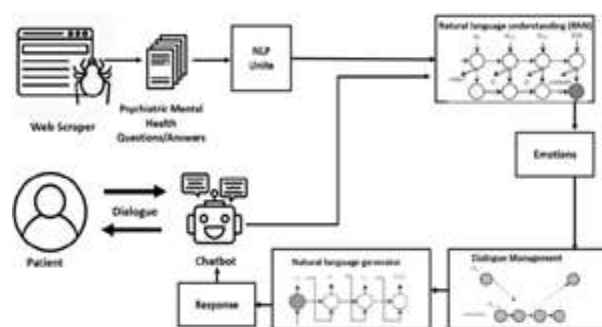 Natural language understanding (RNN)
NLP
Unite
Web Scraper
Psychiatric Mental
Health
Questions/Answers
Emotions
Dialogue
Patient
Chatbot
Natural language generator
Dialogue Management
Response